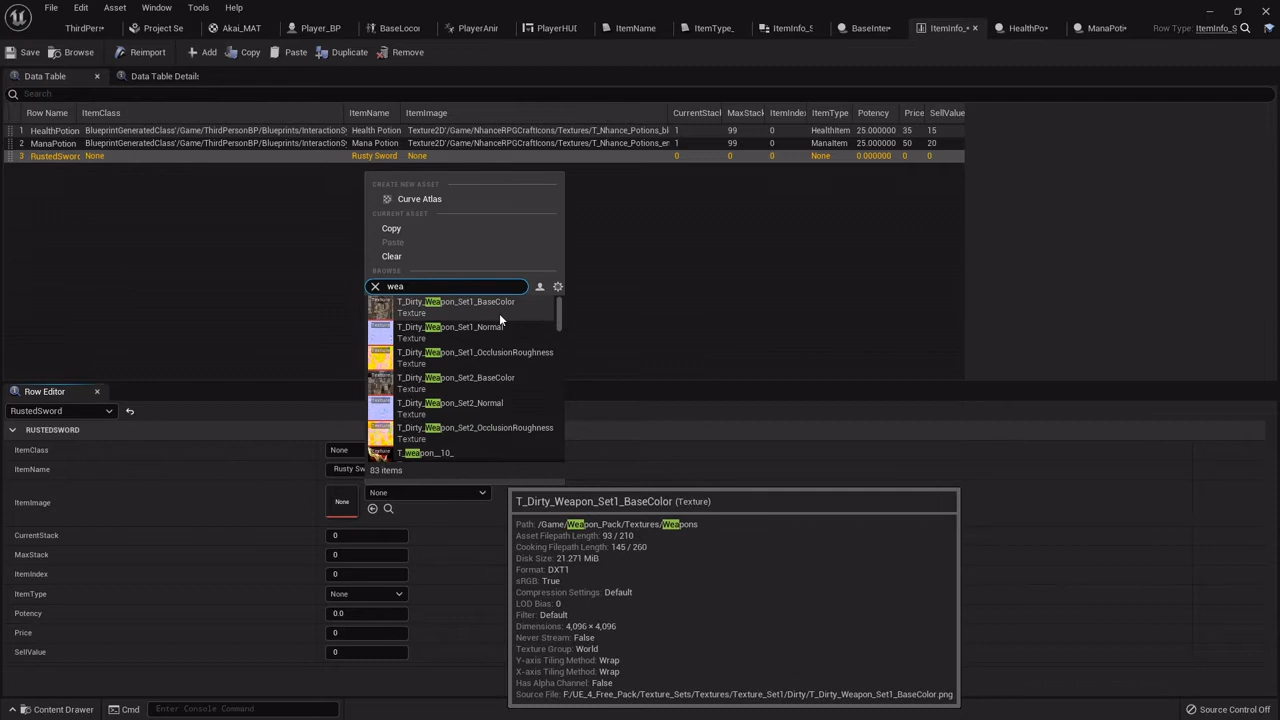 File Edit Asset Window Tools Help
ThirdPer• Project Se Akai_MAT Player_BP BaseLoco Player­Anir PlayerHUI ItemName ItemType_ ItemInfo_S BaseInter• ItemInfo_• HealthPo• ManaPot• Row Type: ItemInfo_S
Save Browse Reimport Add Copy Paste Duplicate Remove
Data Table Data Table Details
Search
Row Name ItemClass ItemName ItemImage CurrentStack MaxStack ItemIndex ItemType Potency Price SellValue
1 HealthPotion BlueprintGeneratedClass'/Game/ThirdPersonBP/Blueprints/InteractionSy Health Potion Texture2D'/Game/NhanceRPGCraftIcons/Textures/T_Nhance_Potions_bl 1 99 0 HealthItem 25.000000 35 15
2 ManaPotion BlueprintGeneratedClass'/Game/ThirdPersonBP/Blueprints/InteractionSy Mana Potion Texture2D'/Game/NhanceRPGCraftIcons/Textures/T_Nhance_Potions_en 1 99 0 ManaItem 25.000000 50 20
3 RustedSword None Rusty Sword None 0 0 0 None 0.000000 0 0
CREATE NEW ASSET
Curve Atlas
CURRENT ASSET
Copy
Paste
Clear
BROWSE
wea
T_Dirty_Weapon_Set1_BaseColor
Texture
T_Dirty_Weapon_Set1_Normal
Texture
T_Dirty_Weapon_Set1_OcclusionRoughness
Texture
T_Dirty_Weapon_Set2_BaseColor
Texture
T_Dirty_Weapon_Set2_Normal
Texture
T_Dirty_Weapon_Set2_OcclusionRoughness
Texture
T_weapon__10_
83 items
Row Editor
RustedSword
RUSTEDSWORD
ItemClass None
ItemName Rusty Sw
ItemImage None None
CurrentStack 0
MaxStack 0
ItemIndex 0
ItemType None
Potency 0.0
Price 0
SellValue 0
T_Dirty_Weapon_Set1_BaseColor (Texture)
Path: /Game/Weapon_Pack/Textures/Weapons
Asset Filepath Length: 93 / 210
Cooking Filepath Length: 145 / 260
Disk Size: 21.271 MiB
Format: DXT1
sRGB: True
Compression Settings: Default
LOD Bias: 0
Filter: Default
Dimensions: 4,096 × 4,096
Never Stream: False
Texture Group: World
Y-axis Tiling Method: Wrap
X-axis Tiling Method: Wrap
Has Alpha Channel: False
Source File: F:/UE_4_Free_Pack/Texture_Sets/Textures/Texture_Set1/Dirty/T_Dirty_Weapon_Set1_BaseColor.png
Content Drawer Cmd Enter Console Command Source Control Off